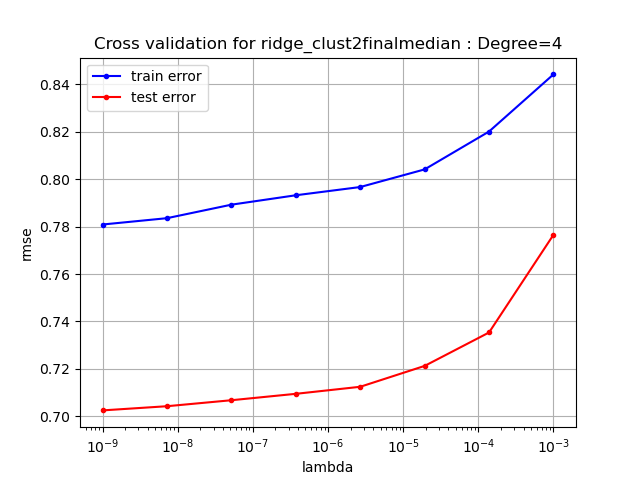 Cross validation for ridge_clust2finalmedian : Degree=4
train error
test error
0.84
0.82
0.80
0.78
0.76
0.74
0.72
0.70
rmse
10⁻⁹ 10⁻⁸ 10⁻⁷ 10⁻⁶ 10⁻⁵ 10⁻⁴ 10⁻³
lambda